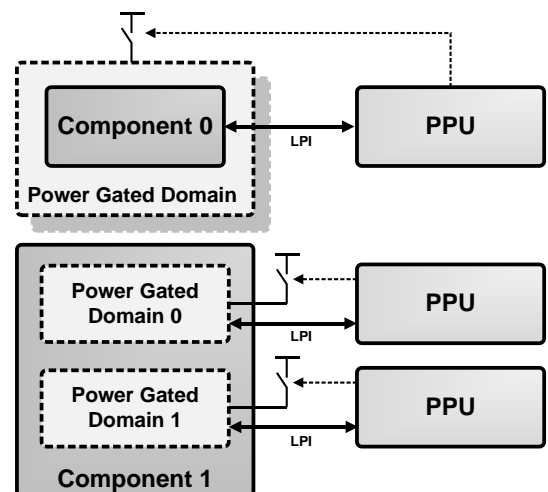 Component 0
LPI
PPU
Power Gated Domain
Power Gated
Domain 0
LPI
PPU
Power Gated
Domain 1
LPI
PPU
Component 1